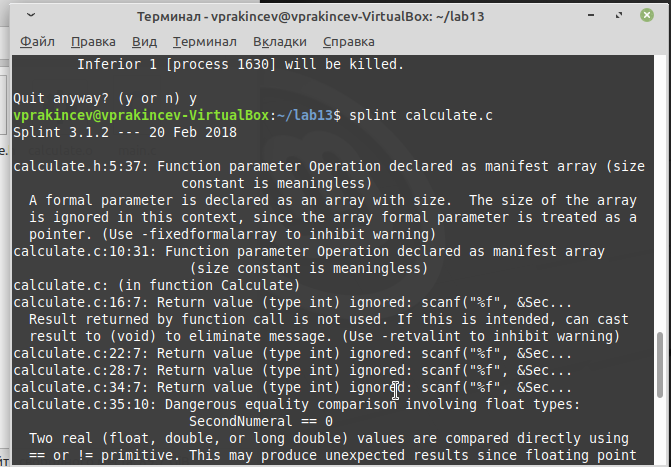 Терминал - vprakincev@vprakincev-VirtualBox: ~/lab13
Файл Правка Вид Терминал Вкладки Справка
Inferior 1 [process 1630] will be killed.
Quit anyway? (y or n) y
vprakincev@vprakincev-VirtualBox:~/lab13$ splint calculate.c
Splint 3.1.2 --- 20 Feb 2018
calculate.h:5:37: Function parameter Operation declared as manifest array (size
constant is meaningless)
A formal parameter is declared as an array with size.  The size of the array
is ignored in this context, since the array formal parameter is treated as a
pointer. (Use -fixedformalarray to inhibit warning)
calculate.c:10:31: Function parameter Operation declared as manifest array
(size constant is meaningless)
calculate.c: (in function Calculate)
calculate.c:16:7: Return value (type int) ignored: scanf("%f", &Sec...
Result returned by function call is not used. If this is intended, can cast
result to (void) to eliminate message. (Use -retvalint to inhibit warning)
calculate.c:22:7: Return value (type int) ignored: scanf("%f", &Sec...
calculate.c:28:7: Return value (type int) ignored: scanf("%f", &Sec...
calculate.c:34:7: Return value (type int) ignored: scanf("%f", &Sec...
calculate.c:35:10: Dangerous equality comparison involving float types:
SecondNumeral == 0
Two real (float, double, or long double) values are compared directly using
== or != primitive. This may produce unexpected results since floating point